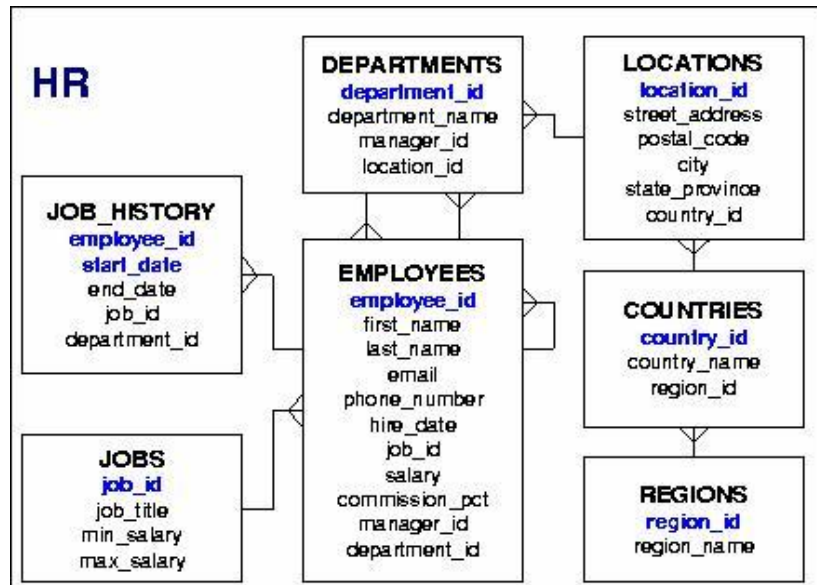 HR
DEPARTMENTS
department_id
department_name
manager_id
location_id
LOCATIONS
location_id
street_address
postal_code
city
state_province
country_id
JOB_HISTORY
employee_id
start_date
end_date
job_id
department_id
EMPLOYEES
employee_id
first_name
last_name
email
phone_number
hire_date
job_id
salary
commission_pct
manager_id
department_id
COUNTRIES
country_id
country_name
region_id
JOBS
job_id
job_title
min_salary
max_salary
REGIONS
region_id
region_name